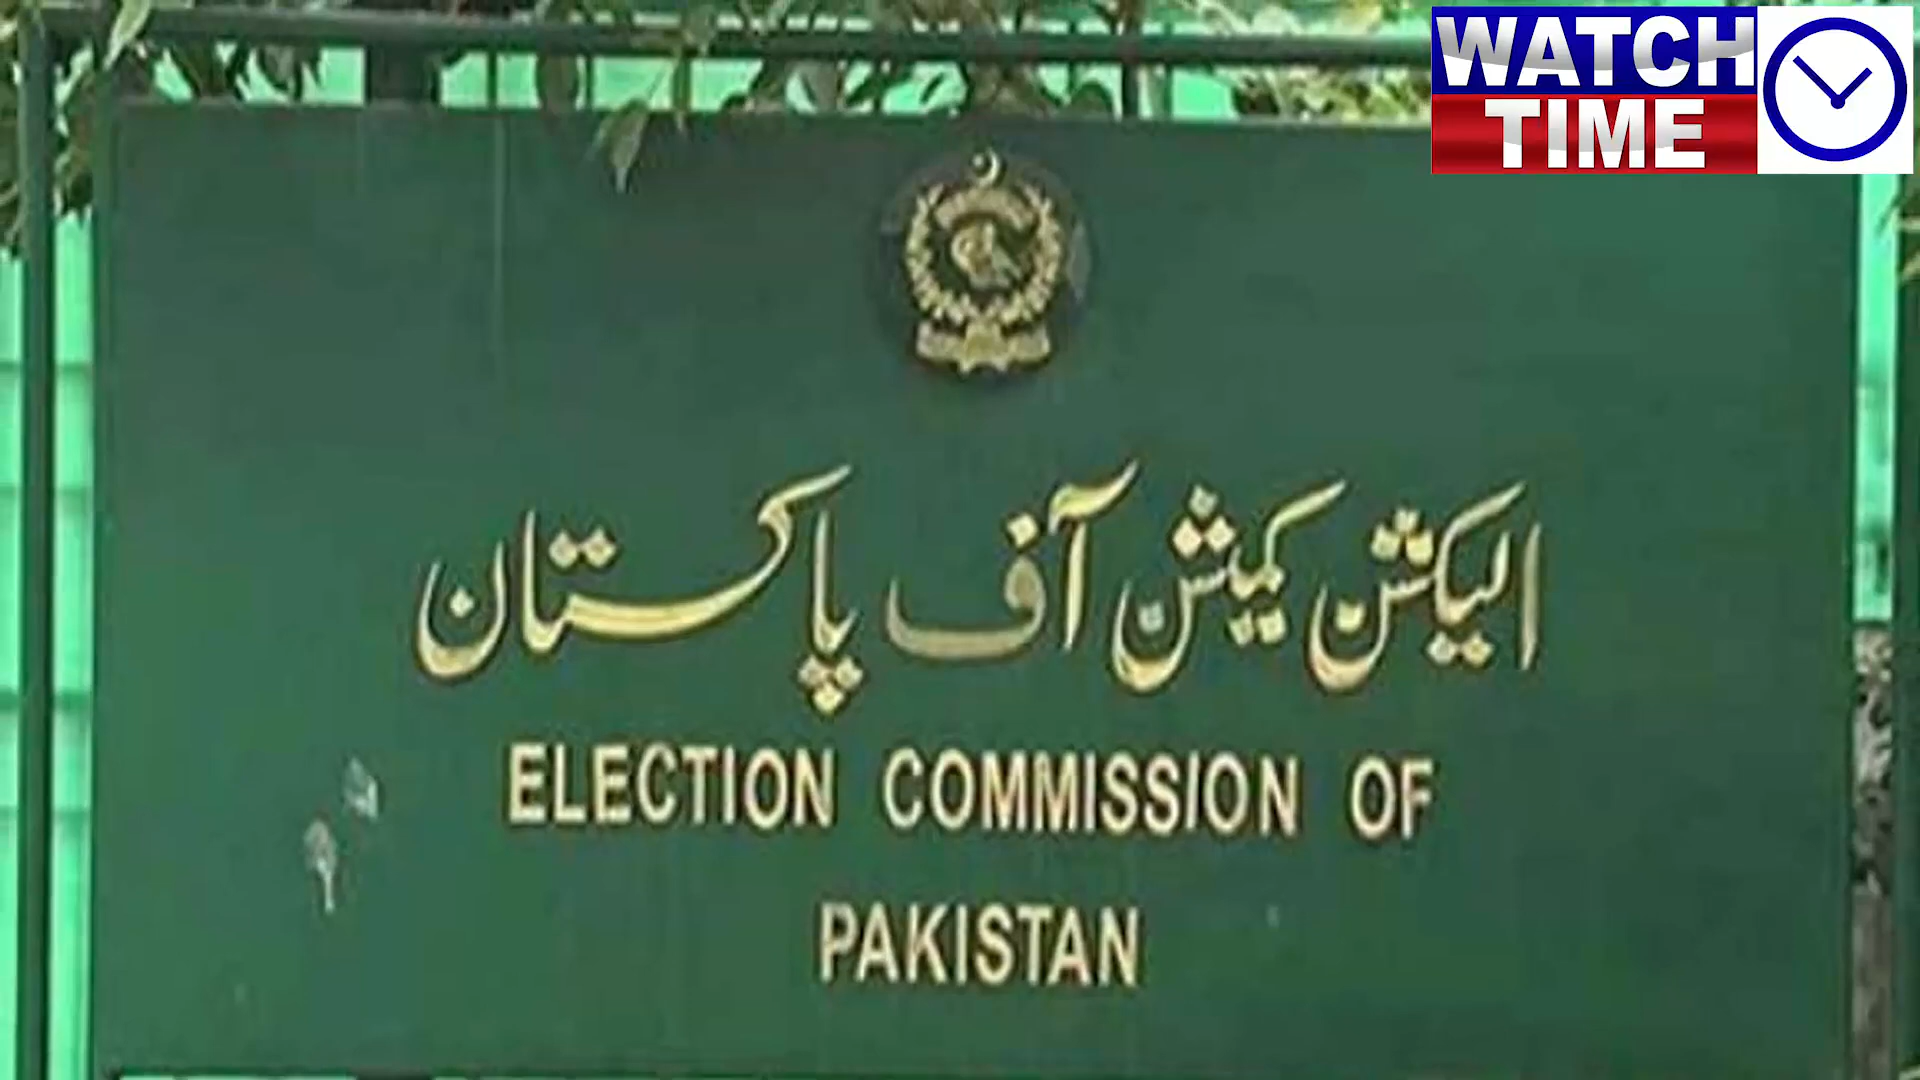 WATCH
TIME
الیکشن کمیشن آف پاکستان
ELECTION COMMISSION OF
PAKISTAN